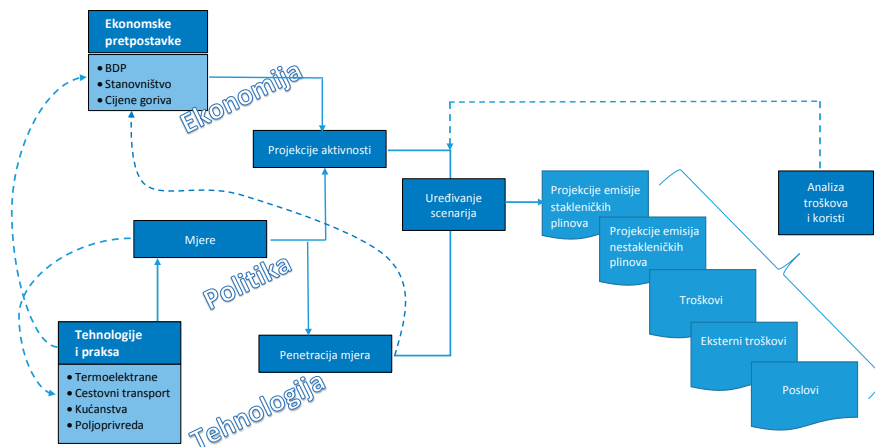 Ekonomske
pretpostavke
• BDP
• Stanovništvo
• Cijene goriva
Ekonomija
Projekcije aktivnosti
Uređivanje
scenarija
Projekcije emisije
stakleničkih
plinova
Projekcije emisija
nestakleničkih
plinova
Troškovi
Eksterni troškovi
Poslovi
Analiza
troškova
i koristi
Mjere
Politika
Tehnologije
i praksa
• Termoelektrane
• Cestovni transport
• Kućanstva
• Poljoprivreda
Penetracija mjera
Tehnologija